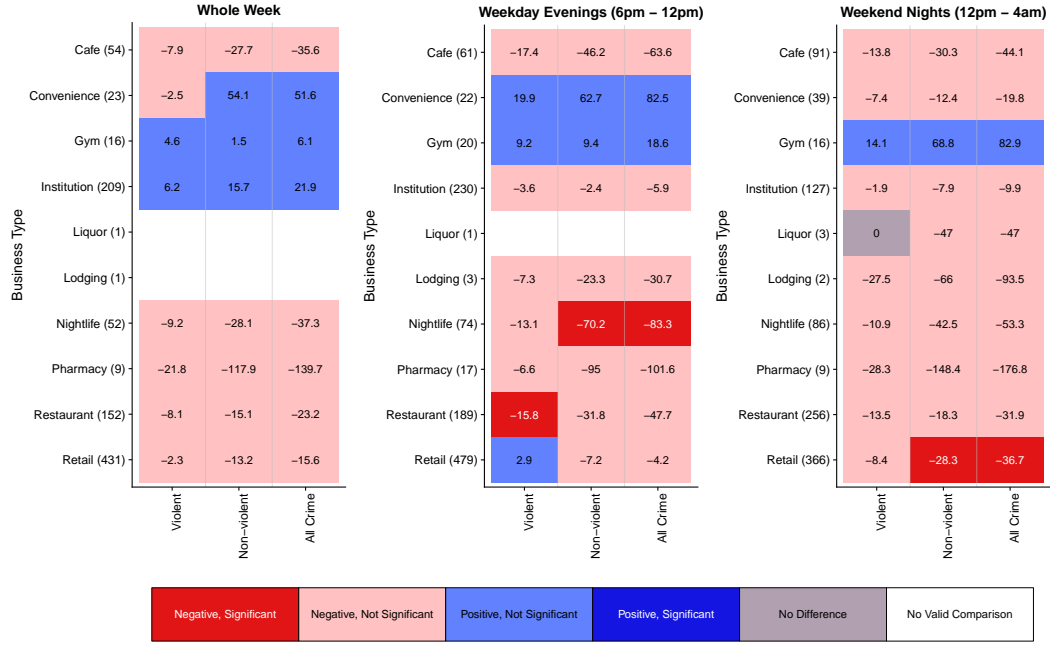 Whole Week
Business Type
Cafe (54) −7.9 −27.7 −35.6
Convenience (23) −2.5 54.1 51.6
Gym (16) 4.6 1.5 6.1
Institution (209) 6.2 15.7 21.9
Liquor (1)
Lodging (1)
Nightlife (52) −9.2 −28.1 −37.3
Pharmacy (9) −21.8 −117.9 −139.7
Restaurant (152) −8.1 −15.1 −23.2
Retail (431) −2.3 −13.2 −15.6
Violent Non−violent All Crime
Weekday Evenings (6pm − 12pm)
Business Type
Cafe (61) −17.4 −46.2 −63.6
Convenience (22) 19.9 62.7 82.5
Gym (20) 9.2 9.4 18.6
Institution (230) −3.6 −2.4 −5.9
Liquor (1)
Lodging (3) −7.3 −23.3 −30.7
Nightlife (74) −13.1 −70.2 −83.3
Pharmacy (17) −6.6 −95 −101.6
Restaurant (189) −15.8 −31.8 −47.7
Retail (479) 2.9 −7.2 −4.2
Violent Non−violent All Crime
Weekend Nights (12pm − 4am)
Business Type
Cafe (91) −13.8 −30.3 −44.1
Convenience (39) −7.4 −12.4 −19.8
Gym (16) 14.1 68.8 82.9
Institution (127) −1.9 −7.9 −9.9
Liquor (3) 0 −47 −47
Lodging (2) −27.5 −66 −93.5
Nightlife (86) −10.9 −42.5 −53.3
Pharmacy (9) −28.3 −148.4 −176.8
Restaurant (256) −13.5 −18.3 −31.9
Retail (366) −8.4 −28.3 −36.7
Violent Non−violent All Crime
Negative, Significant Negative, Not Significant Positive, Not Significant Positive, Significant No Difference No Valid Comparison